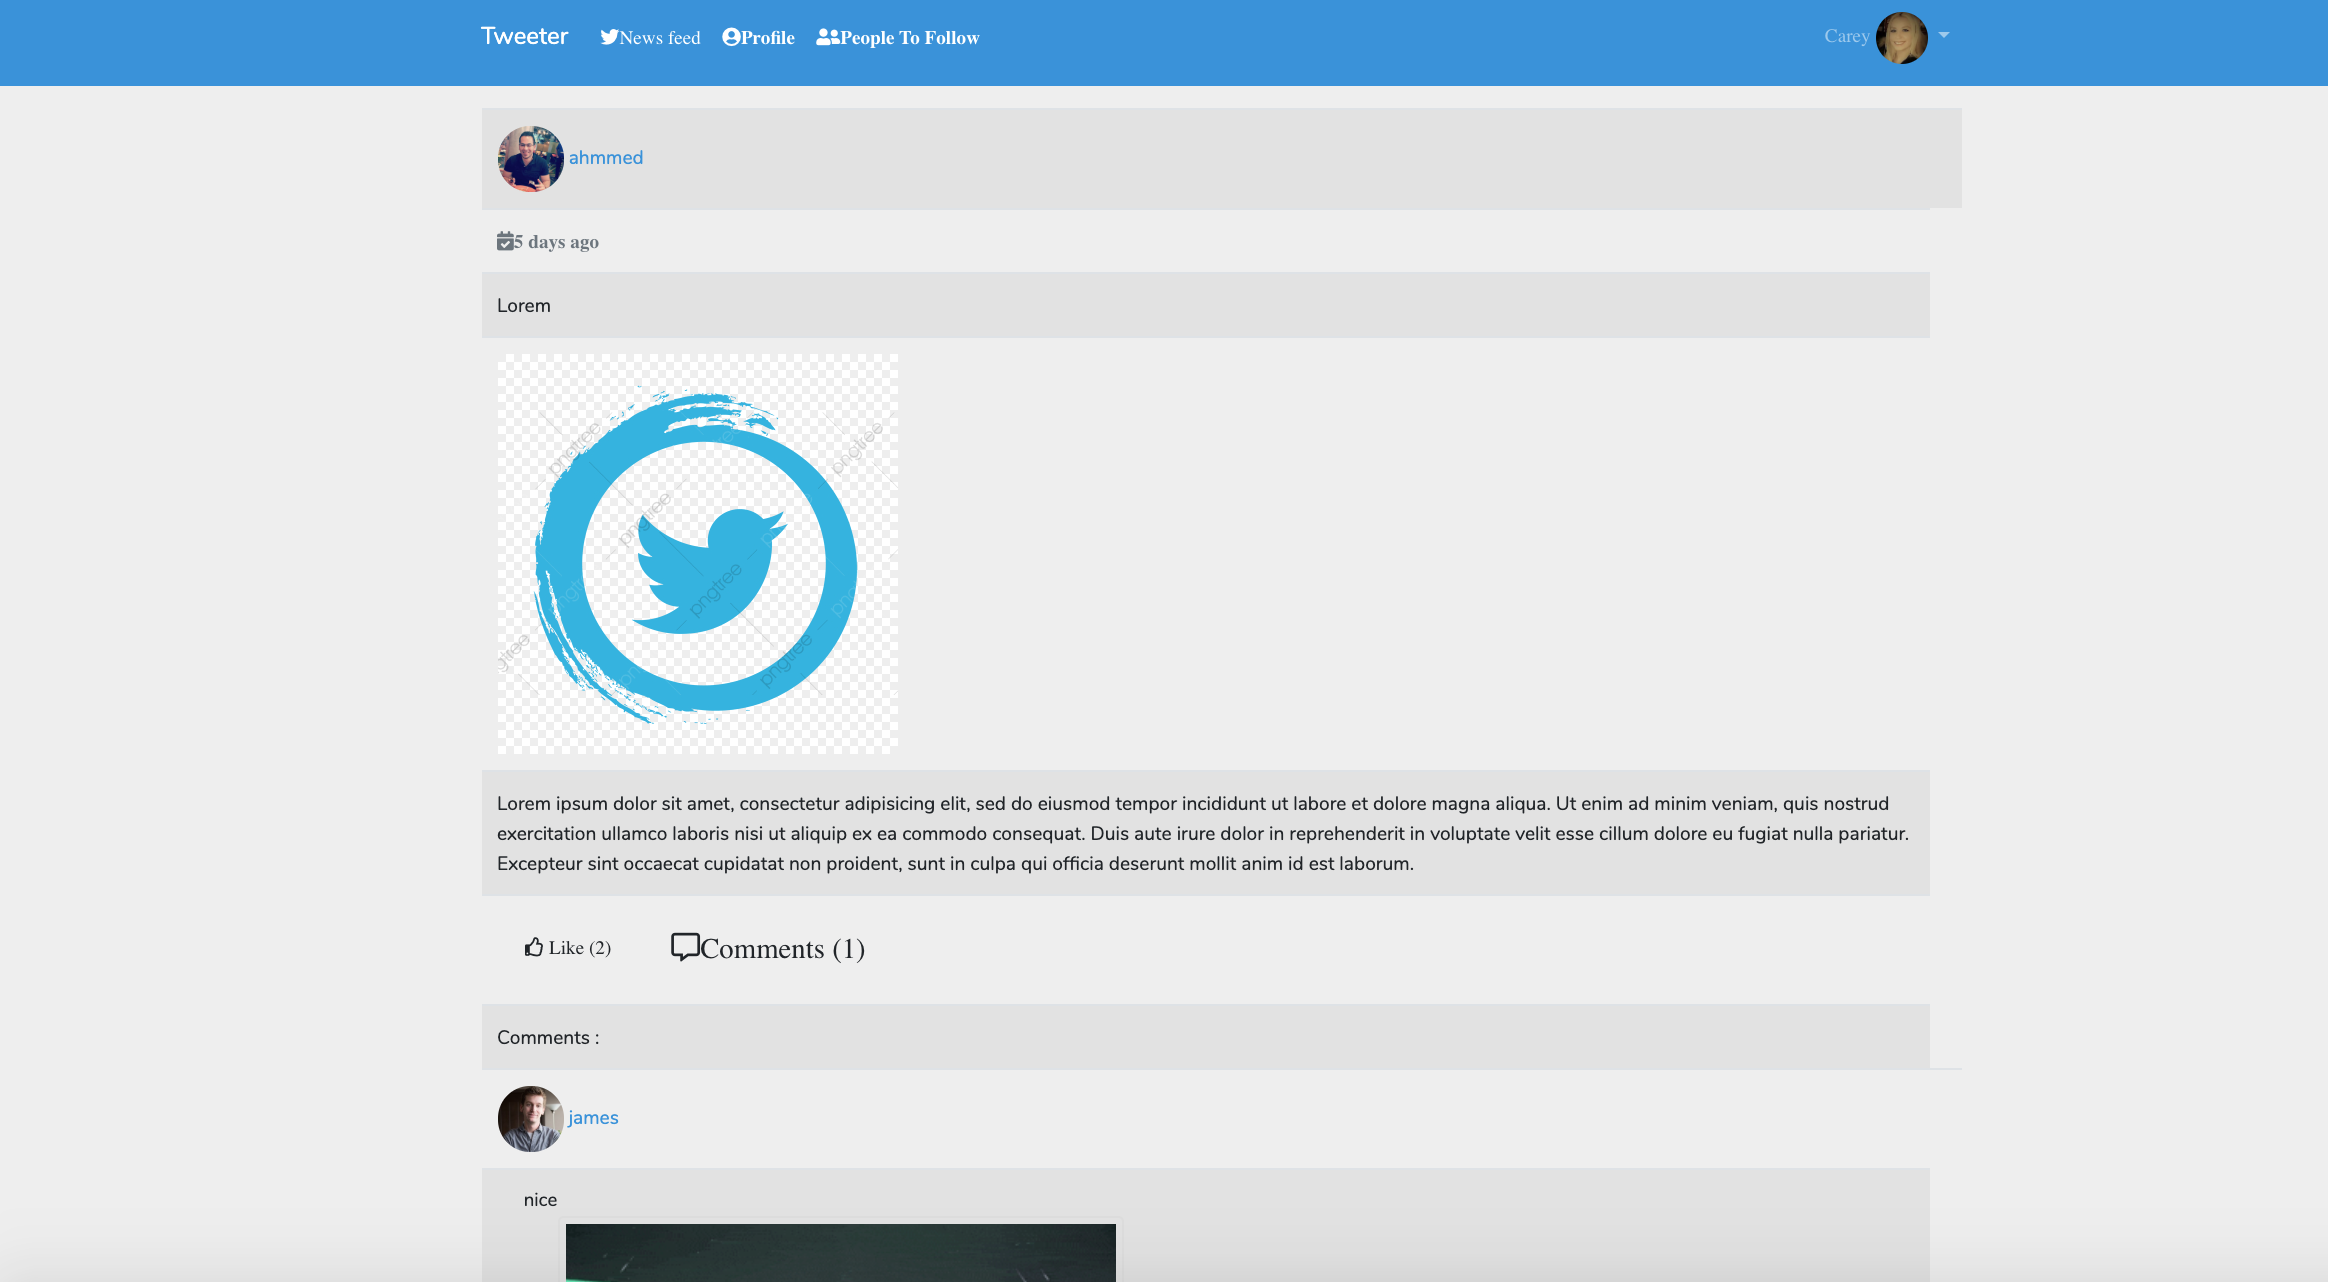 Tweeter
News feed
Profile
People To Follow
Carey
ahmmed
5 days ago
Lorem
pngtree
pngtree
pngtree
pngtree
pngtree
Lorem ipsum dolor sit amet, consectetur adipisicing elit, sed do eiusmod tempor incididunt ut labore et dolore magna aliqua. Ut enim ad minim veniam, quis nostrud
exercitation ullamco laboris nisi ut aliquip ex ea commodo consequat. Duis aute irure dolor in reprehenderit in voluptate velit esse cillum dolore eu fugiat nulla pariatur.
Excepteur sint occaecat cupidatat non proident, sunt in culpa qui officia deserunt mollit anim id est laborum.
Like (2)
Comments (1)
Comments :
james
nice